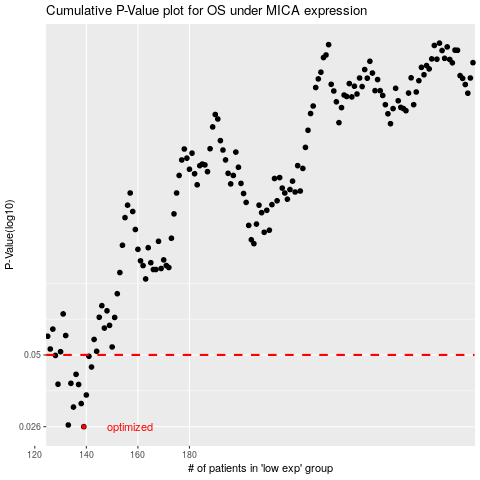 Cumulative P-Value plot for OS under MICA expression
P-Value(log10)
0.05
0.026
optimized
120 140 160 180
# of patients in 'low exp' group